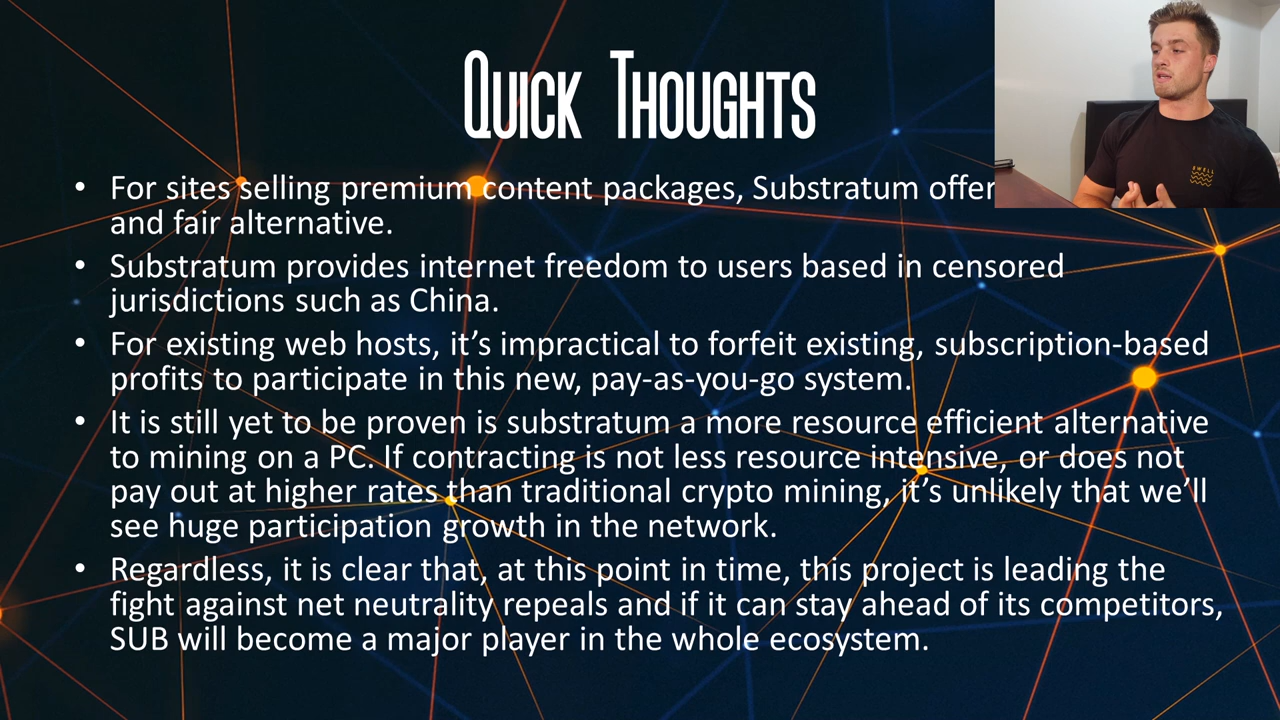 QUICK THOUGHTS
• For sites selling premium content packages, Substratum offer
and fair alternative.
• Substratum provides internet freedom to users based in censored
jurisdictions such as China.
• For existing web hosts, it’s impractical to forfeit existing, subscription-based
profits to participate in this new, pay-as-you-go system.
• It is still yet to be proven is substratum a more resource efficient alternative
to mining on a PC. If contracting is not less resource intensive, or does not
pay out at higher rates than traditional crypto mining, it’s unlikely that we’ll
see huge participation growth in the network.
• Regardless, it is clear that, at this point in time, this project is leading the
fight against net neutrality repeals and if it can stay ahead of its competitors,
SUB will become a major player in the whole ecosystem.
SWELL